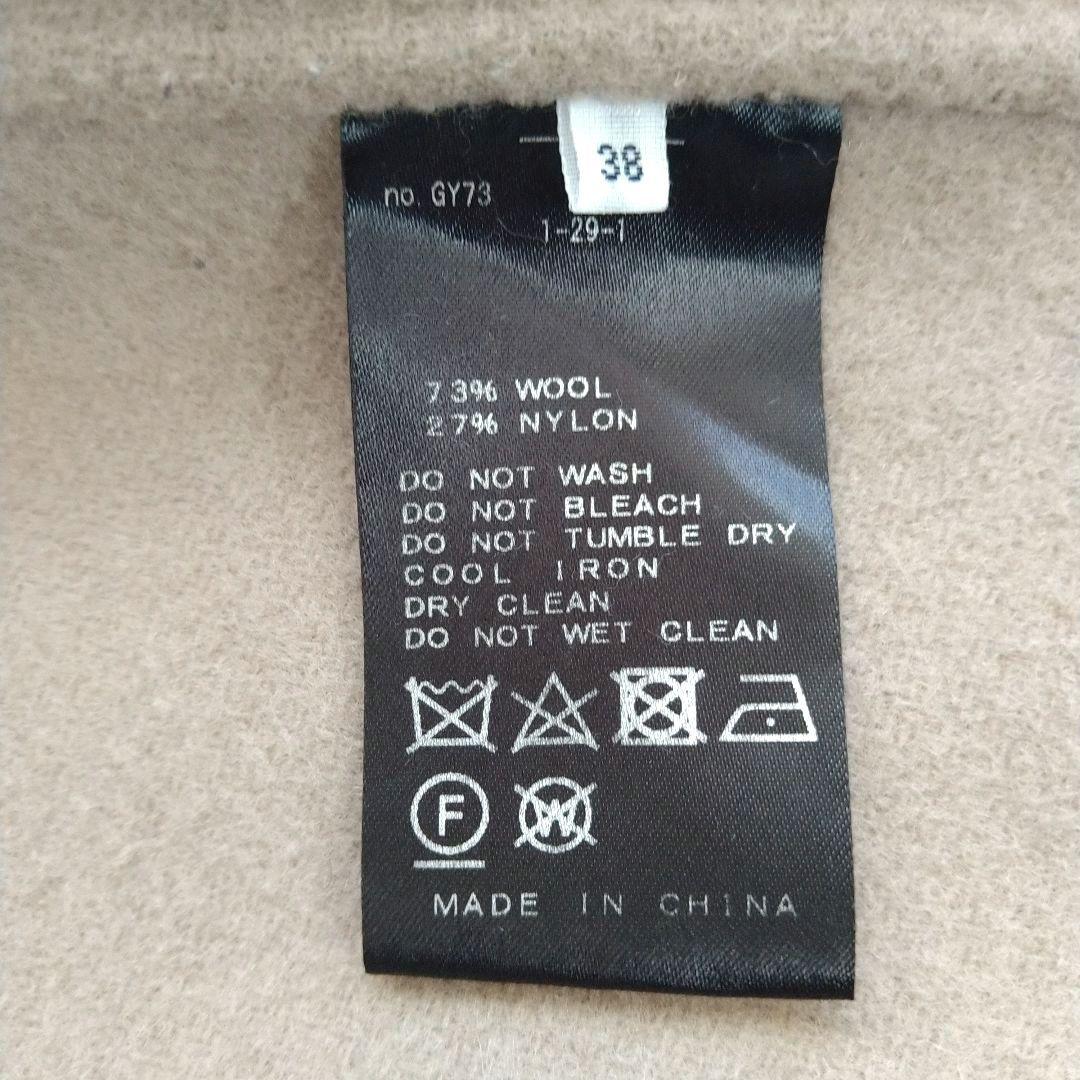 38
no. GY73
1-29-1
73% WOOL
27% NYLON
DO NOT WASH
DO NOT BLEACH
DO NOT TUMBLE DRY
COOL IRON
DRY CLEAN
DO NOT WET CLEAN
F W
MADE IN CHINA